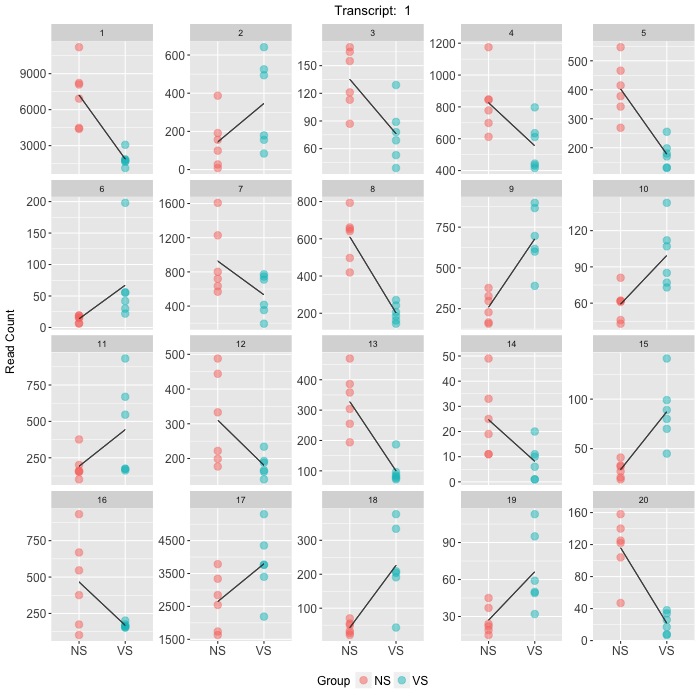 Transcript: 1
Read Count
1 2 3 4 5
9000 6000 3000
600 400 200 0
150 120 90 60
1200 1000 800 600 400
500 400 300 200
6 7 8 9 10
200 150 100 50 0
1600 1200 800 400
800 600 400 200
750 500 250
120 90 60
11 12 13 14 15
750 500 250
500 400 300 200
400 300 200 100
50 40 30 20 10 0
100 50
16 17 18 19 20
750 500 250
4500 3500 2500 1500
300 200 100
90 60 30
160 120 80 40 0
NS VS NS VS NS VS NS VS NS VS
Group NS VS